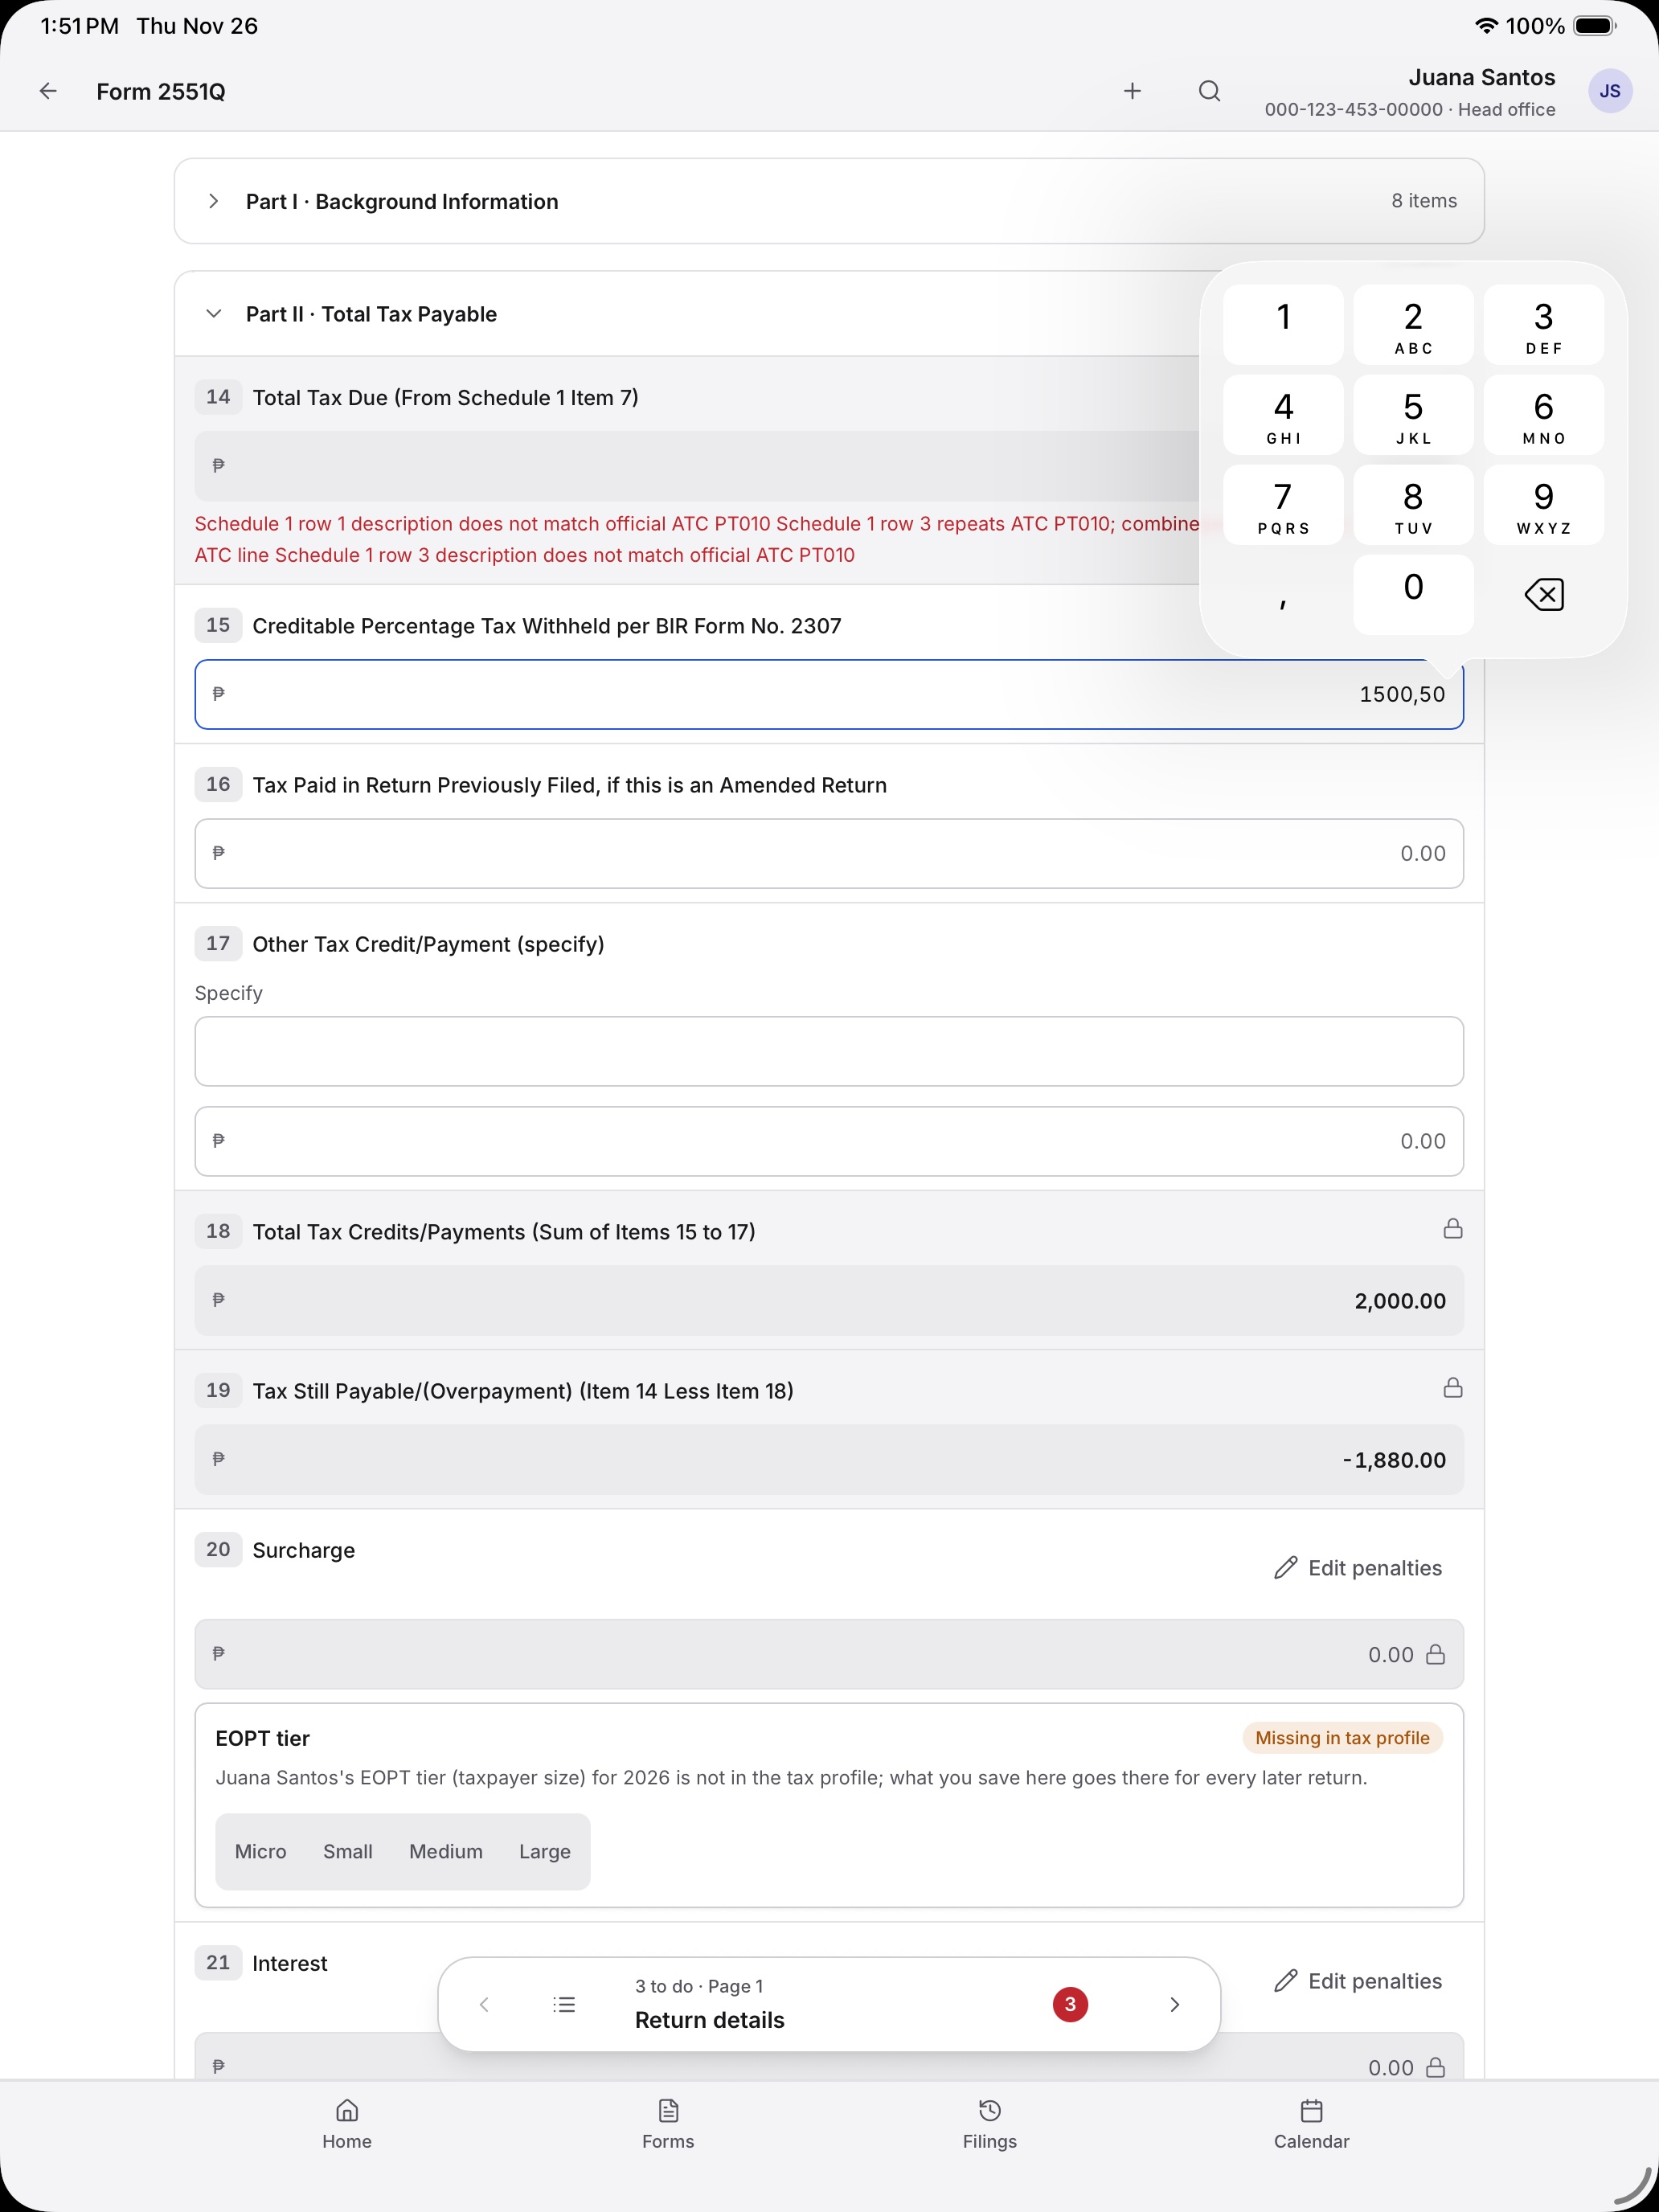 1:51 PM Thu Nov 26
100%
Form 2551Q
Juana Santos
000-123-453-00000 · Head office
JS
Part I · Background Information
8 items
Part II · Total Tax Payable
14 Total Tax Due (From Schedule 1 Item 7)
₱
Schedule 1 row 1 description does not match official ATC PT010 Schedule 1 row 3 repeats ATC PT010; combine
ATC line Schedule 1 row 3 description does not match official ATC PT010
1
2 ABC
3 DEF
4 GHI
5 JKL
6 MNO
7 PQRS
8 TUV
9 WXYZ
,
0
15 Creditable Percentage Tax Withheld per BIR Form No. 2307
₱ 1500,50
16 Tax Paid in Return Previously Filed, if this is an Amended Return
₱ 0.00
17 Other Tax Credit/Payment (specify)
Specify
₱ 0.00
18 Total Tax Credits/Payments (Sum of Items 15 to 17)
₱ 2,000.00
19 Tax Still Payable/(Overpayment) (Item 14 Less Item 18)
₱ -1,880.00
20 Surcharge
Edit penalties
₱ 0.00
EOPT tier
Missing in tax profile
Juana Santos's EOPT tier (taxpayer size) for 2026 is not in the tax profile; what you save here goes there for every later return.
Micro Small Medium Large
21 Interest
Edit penalties
3 to do · Page 1
Return details
3
₱ 0.00
Home Forms Filings Calendar